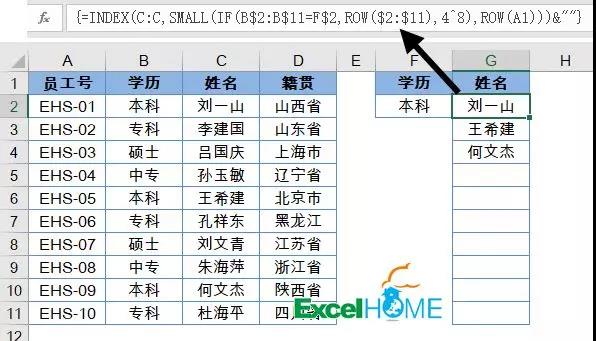 fx {=INDEX(C:C,SMALL(IF(B$2:B$11=F$2,ROW($2:$11),4^8),ROW(A1)))&""}
A B C D E F G H
1 员工号 学历 姓名 籍贯 学历 姓名
2 EHS-01 本科 刘一山 山西省 本科 刘一山
3 EHS-02 专科 李建国 山东省 王希建
4 EHS-03 硕士 吕国庆 上海市 何文杰
5 EHS-04 中专 孙玉敏 辽宁省
6 EHS-05 本科 王希建 北京市
7 EHS-06 专科 孔祥东 黑龙江
8 EHS-07 硕士 刘文青 江苏省
9 EHS-08 中专 朱海萍 浙江省
10 EHS-09 本科 何文杰 陕西省
11 EHS-10 专科 杜海平 四川
12
ExcelHOME